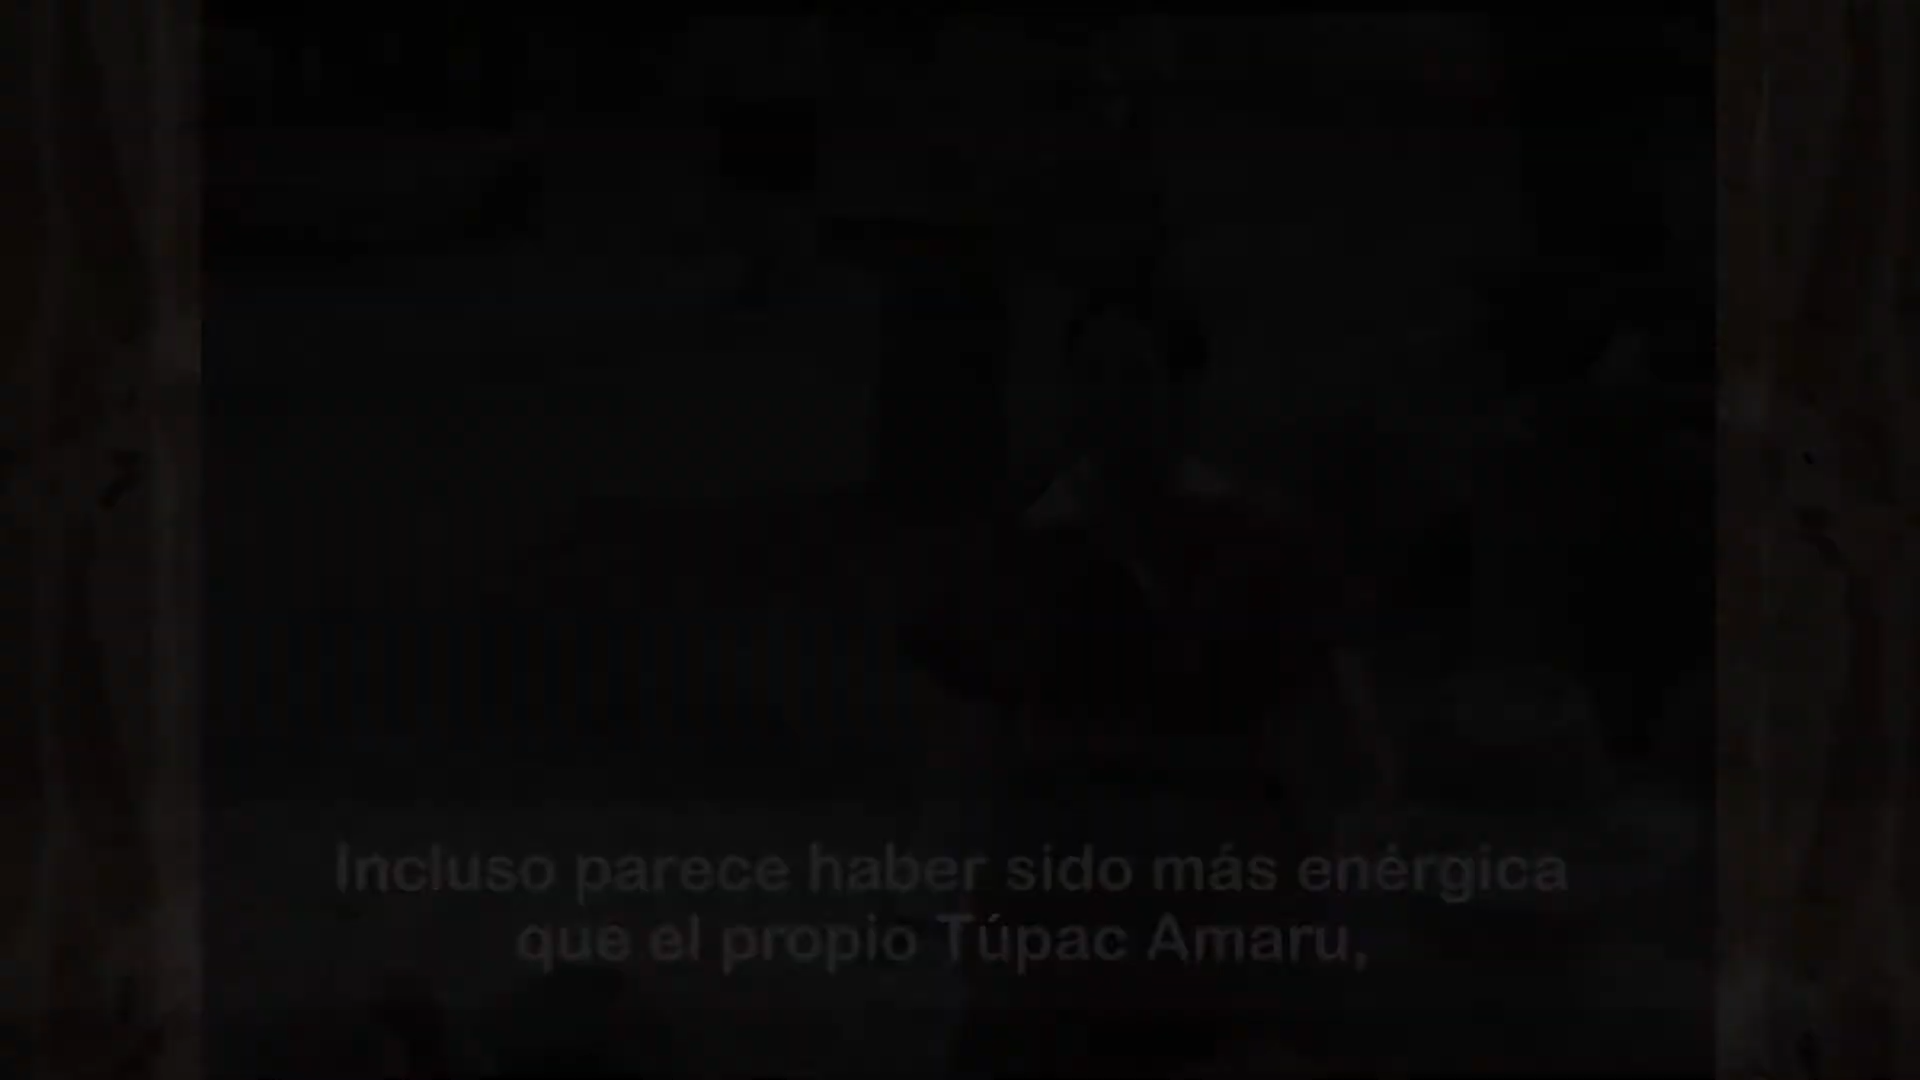 Incluso parece haber sido más enérgica
que el propio Túpac Amaru,